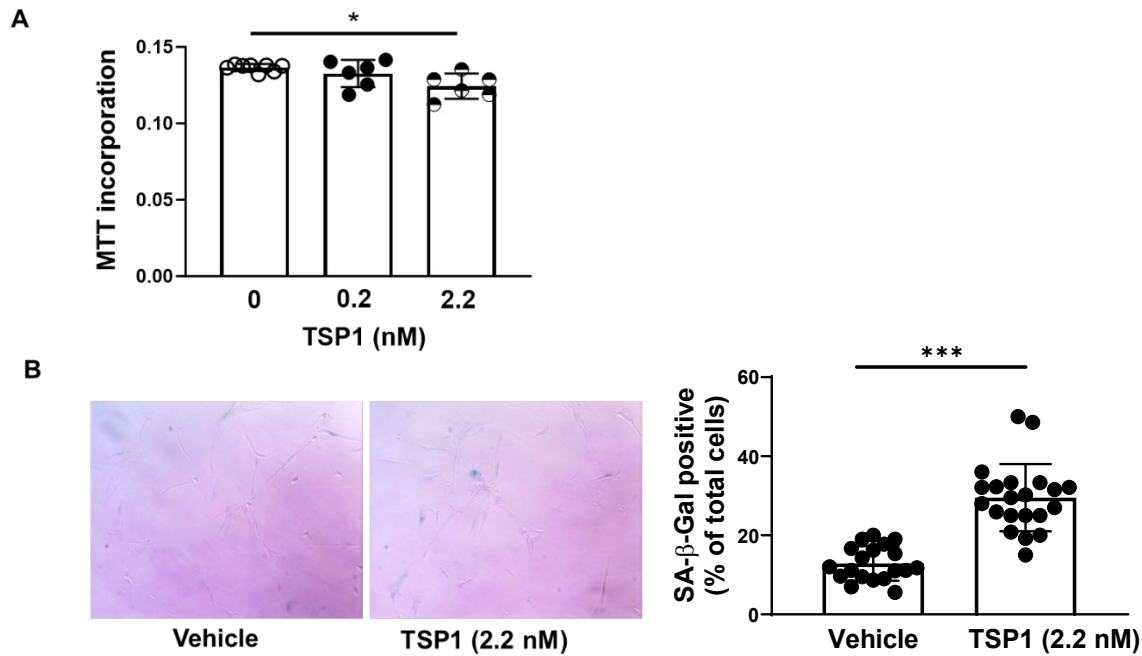 A
*
MTT incorporation
0.15
0.10
0.05
0.00
0
0.2
2.2
TSP1 (nM)
B
Vehicle
TSP1 (2.2 nM)
***
SA-β-Gal positive
(% of total cells)
60
40
20
0
Vehicle
TSP1 (2.2 nM)